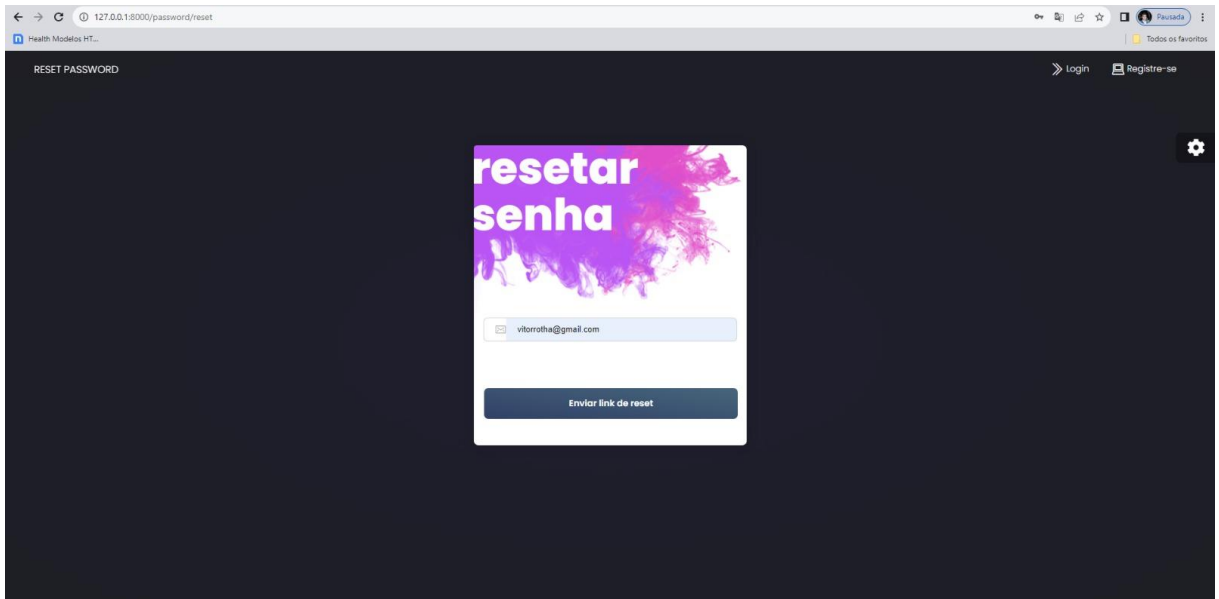 127.0.0.1:8000/password/reset
Pausada
Health Modelos HT...
Todos os favoritos
RESET PASSWORD
Login
Registre-se
resetar
senha
vitorrotha@gmail.com
Enviar link de reset